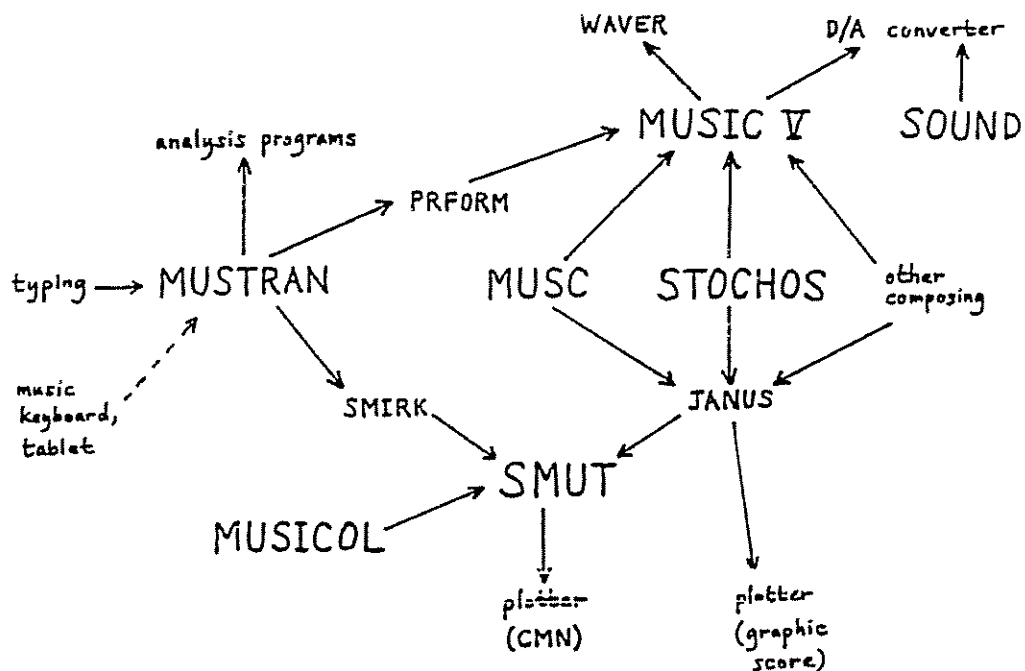 WAVER
D/A converter
MUSIC V
SOUND
analysis programs
PRFORM
typing
MUSTRAN
MUSC
STOCHOS
other
composing
music
keyboard,
tablet
SMIRK
JANUS
SMUT
MUSICOL
plotter
(CMN)
plotter
(graphic
score)